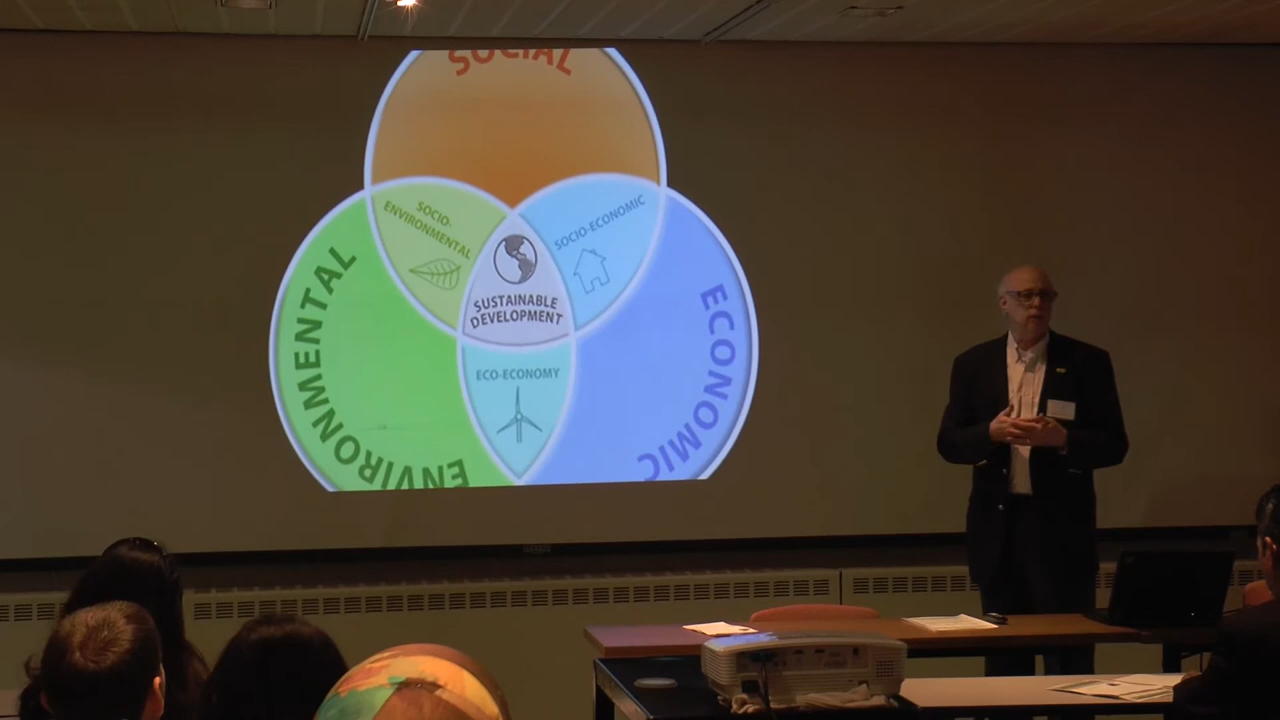 SOCIAL
SOCIO-
ENVIRONMENTAL
SOCIO-ECONOMIC
SUSTAINABLE
DEVELOPMENT
ENVIRONMENTAL
ECONOMIC
ECO-ECONOMY